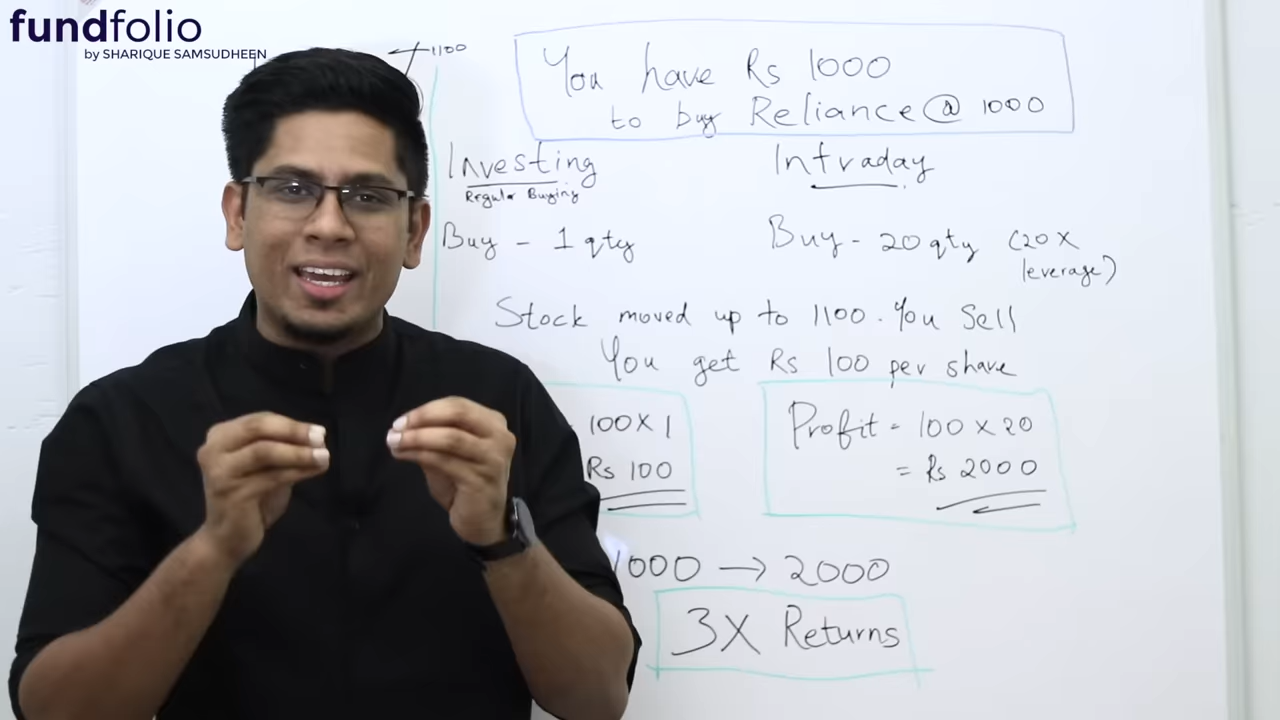 fundfolio
by SHARIQUE SAMSUDHEEN
1100
You have Rs 1000
to buy Reliance @ 1000
Investing
Regular Buying
Buy - 1 qty
Intraday
Buy - 20 qty (20 X
leverage)
Stock moved up to 1100. You Sell
You get Rs 100 per share
100 X 1
Rs 100
Profit = 100 X 20
= Rs 2000
1000 → 2000
3X Returns